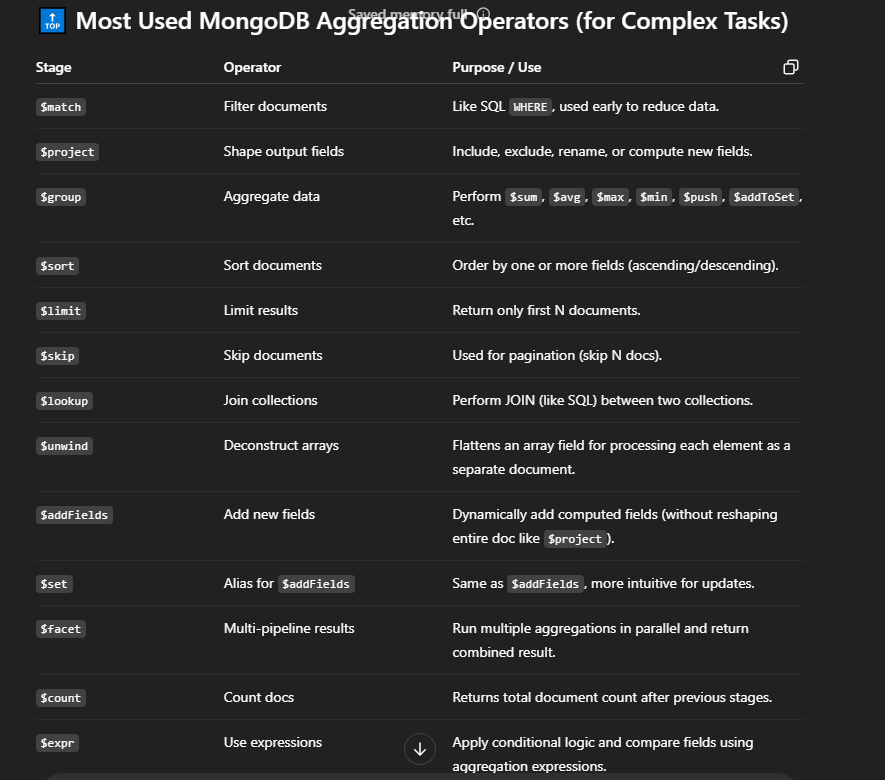 Saved memory full
TOP Most Used MongoDB Aggregation Operators (for Complex Tasks)
Stage Operator Purpose / Use
$match Filter documents Like SQL WHERE, used early to reduce data.
$project Shape output fields Include, exclude, rename, or compute new fields.
$group Aggregate data Perform $sum, $avg, $max, $min, $push, $addToSet,
etc.
$sort Sort documents Order by one or more fields (ascending/descending).
$limit Limit results Return only first N documents.
$skip Skip documents Used for pagination (skip N docs).
$lookup Join collections Perform JOIN (like SQL) between two collections.
$unwind Deconstruct arrays Flattens an array field for processing each element as a
separate document.
$addFields Add new fields Dynamically add computed fields (without reshaping
entire doc like $project).
$set Alias for $addFields Same as $addFields, more intuitive for updates.
$facet Multi-pipeline results Run multiple aggregations in parallel and return
combined result.
$count Count docs Returns total document count after previous stages.
$expr Use expressions Apply conditional logic and compare fields using
aggregation expressions.